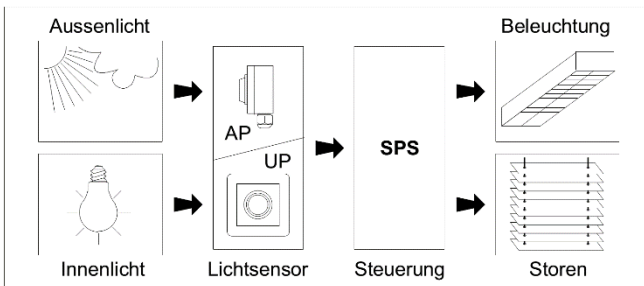 Aussenlicht
Beleuchtung
AP
UP
SPS
Innenlicht
Lichtsensor
Steuerung
Storen